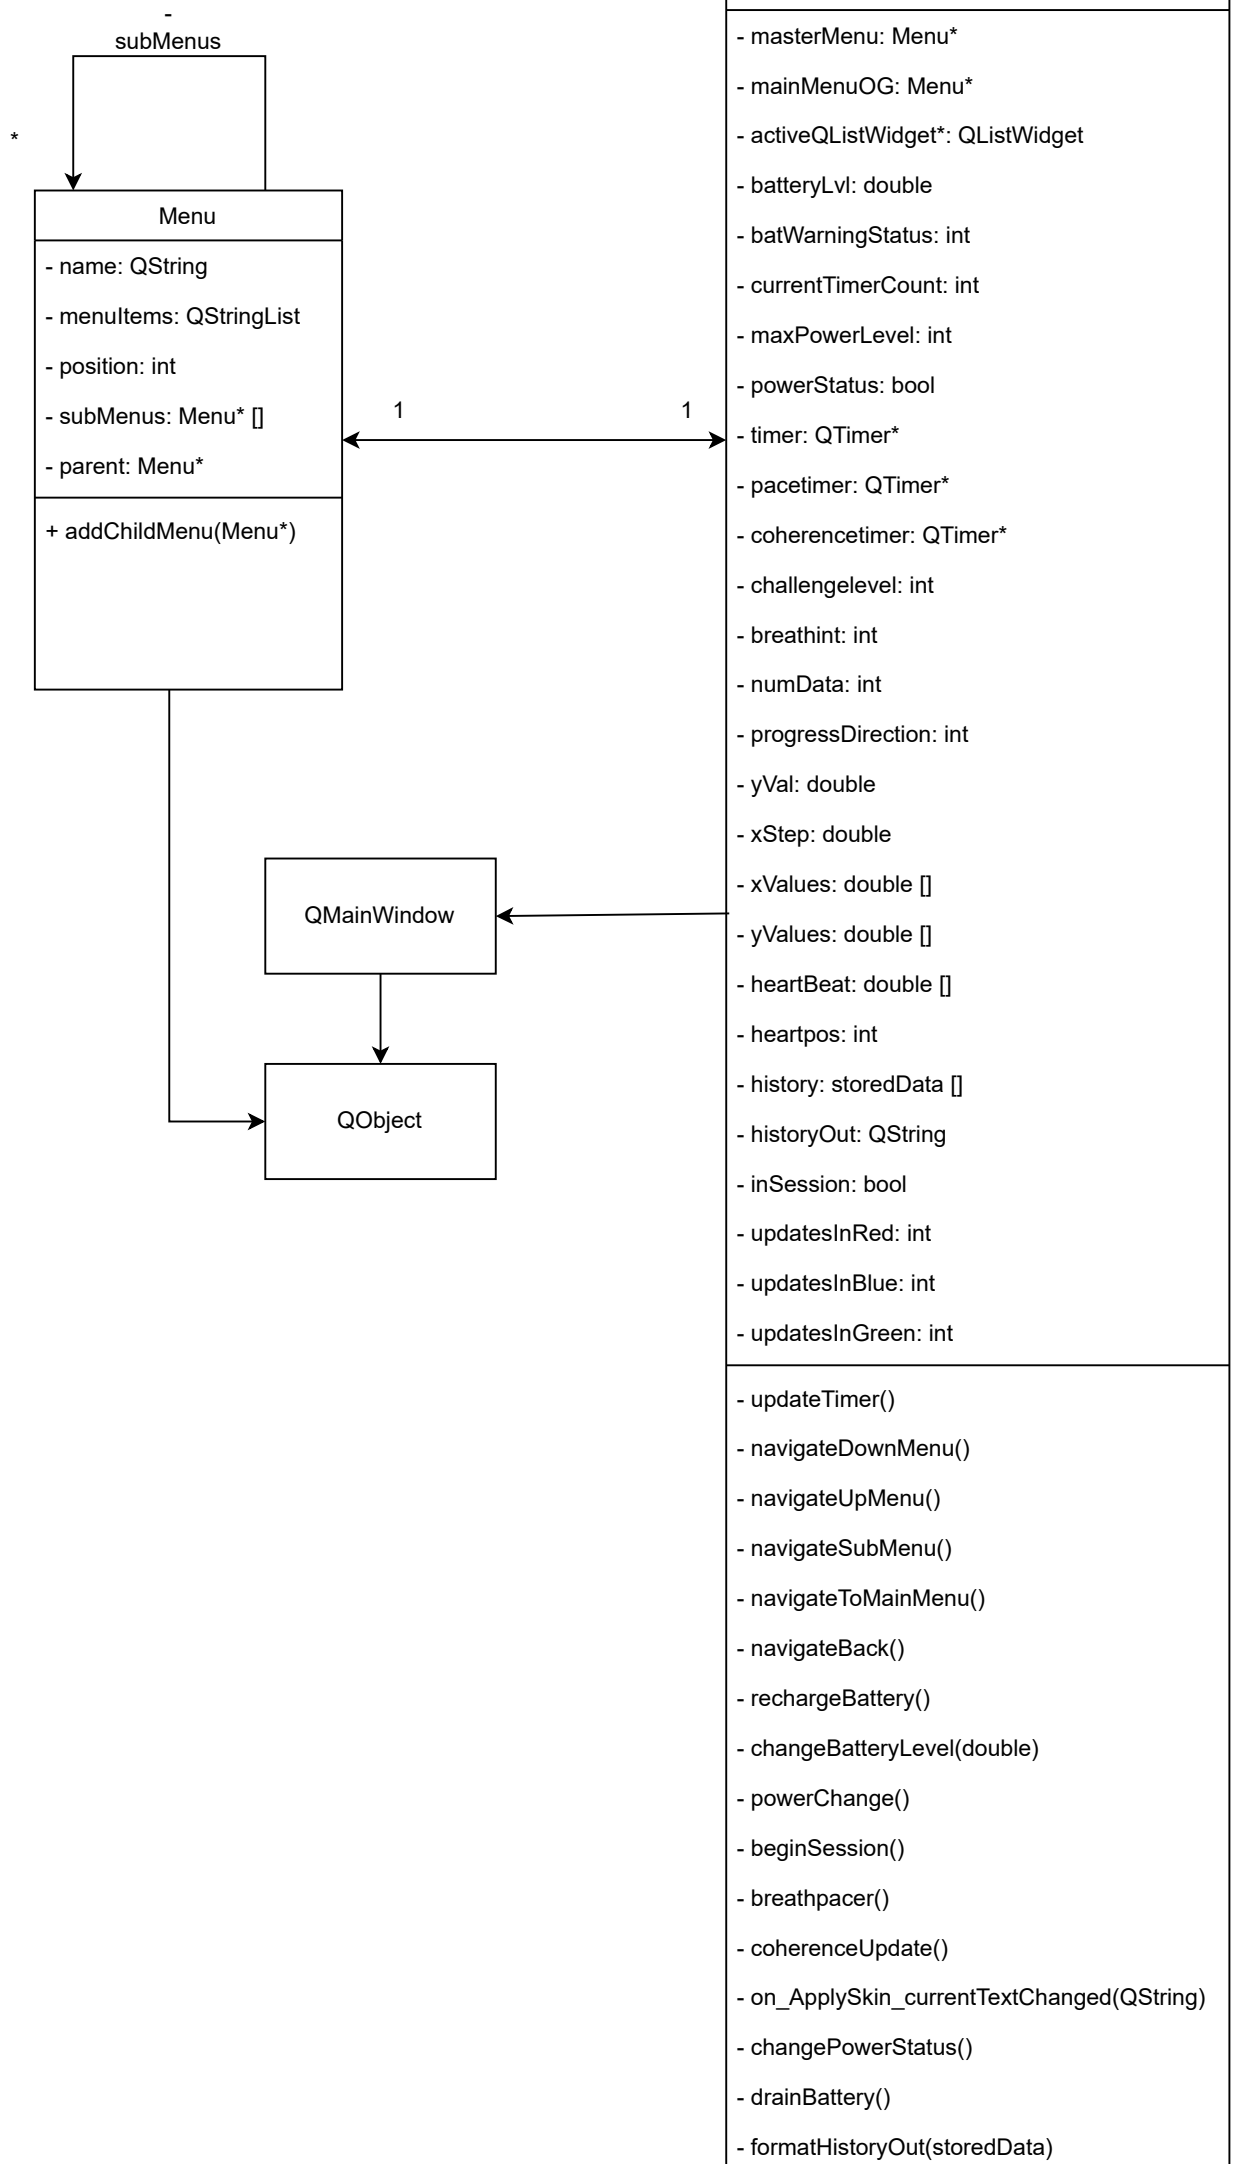 -
subMenus
*
Menu
- name: QString
- menuItems: QStringList
- position: int
- subMenus: Menu* []
- parent: Menu*
+ addChildMenu(Menu*)
1
1
QMainWindow
QObject
- masterMenu: Menu*
- mainMenuOG: Menu*
- activeQListWidget*: QListWidget
- batteryLvl: double
- batWarningStatus: int
- currentTimerCount: int
- maxPowerLevel: int
- powerStatus: bool
- timer: QTimer*
- pacetimer: QTimer*
- coherencetimer: QTimer*
- challengelevel: int
- breathint: int
- numData: int
- progressDirection: int
- yVal: double
- xStep: double
- xValues: double []
- yValues: double []
- heartBeat: double []
- heartpos: int
- history: storedData []
- historyOut: QString
- inSession: bool
- updatesInRed: int
- updatesInBlue: int
- updatesInGreen: int
- updateTimer()
- navigateDownMenu()
- navigateUpMenu()
- navigateSubMenu()
- navigateToMainMenu()
- navigateBack()
- rechargeBattery()
- changeBatteryLevel(double)
- powerChange()
- beginSession()
- breathpacer()
- coherenceUpdate()
- on_ApplySkin_currentTextChanged(QString)
- changePowerStatus()
- drainBattery()
- formatHistoryOut(storedData)